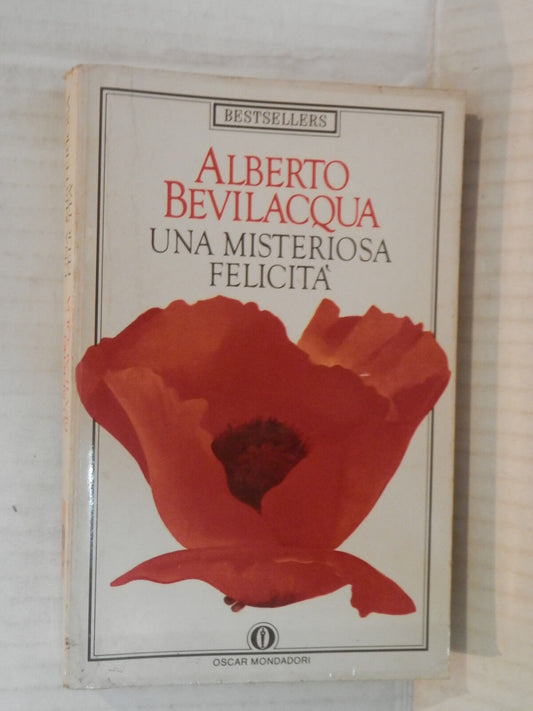 BESTSELLERS
ALBERTO
BEVILACQUA
UNA MISTERIOSA
FELICITÀ
OSCAR MONDADORI